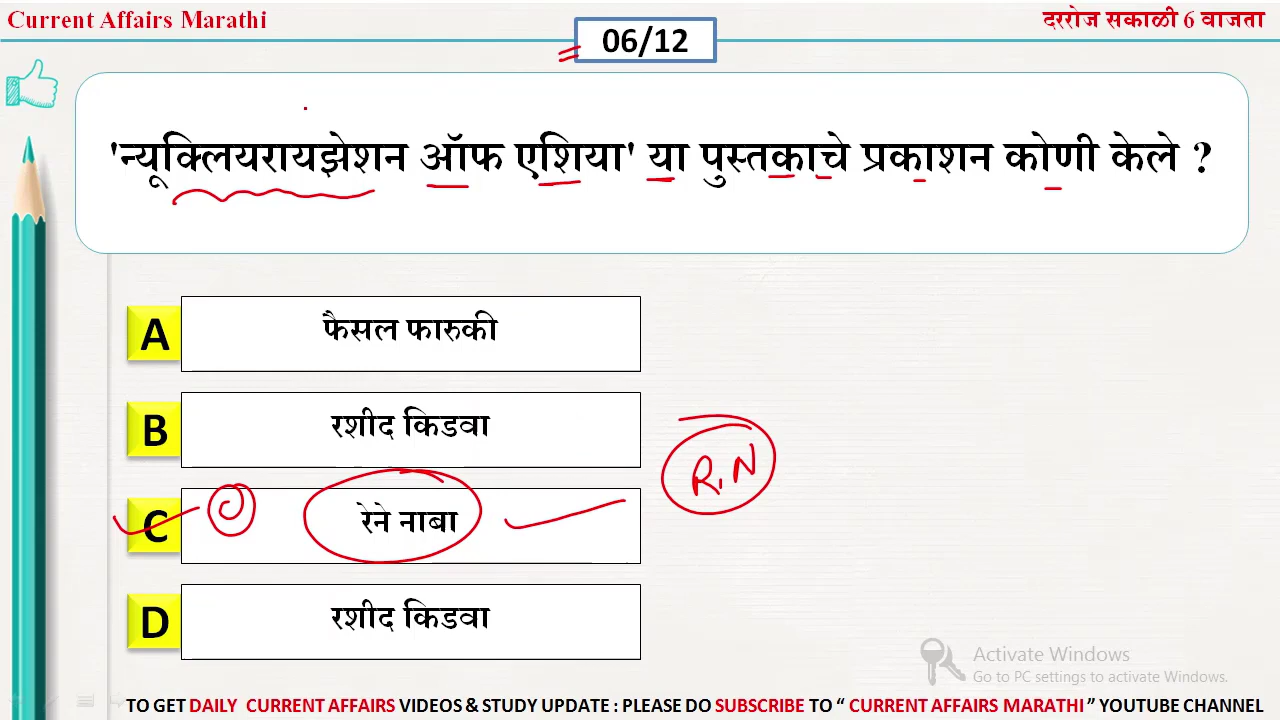 Current Affairs Marathi
दररोज सकाळी 6 वाजता
06/12
'न्यूक्लियरायझेशन ऑफ एशिया' या पुस्तकाचे प्रकाशन कोणी केले ?
A
फैसल फारुकी
B
रशीद किडवा
C
रेने नाबा
R.N
D
रशीद किडवा
Activate Windows
Go to PC settings to activate Windows.
TO GET DAILY CURRENT AFFAIRS VIDEOS & STUDY UPDATE : PLEASE DO SUBSCRIBE TO “ CURRENT AFFAIRS MARATHI ” YOUTUBE CHANNEL